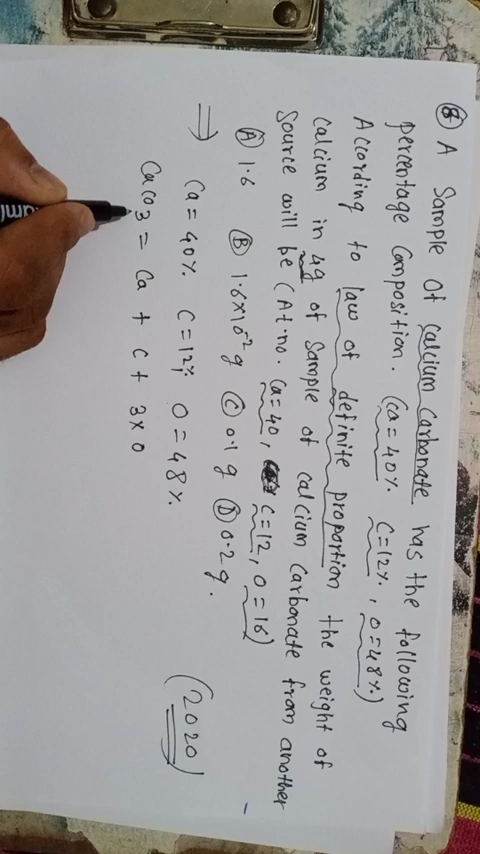 ⑧ A Sample Of Calcium Carbonate has the following
percentage Composition. (Ca=40% C=12%, O=48%)
According to law of definite proportion the weight of
calcium in 4g of Sample of calcium carbonate from another
Source will be (At.no. Ca=40, C=12, O=16)
Ⓐ 1.6 Ⓑ 1.6×10⁻² g Ⓒ 0.1 g Ⓓ 0.2 g.
(2020)
⇒ Ca = 40% C=12% O=48%
CaCO3 = Ca + C + 3×O